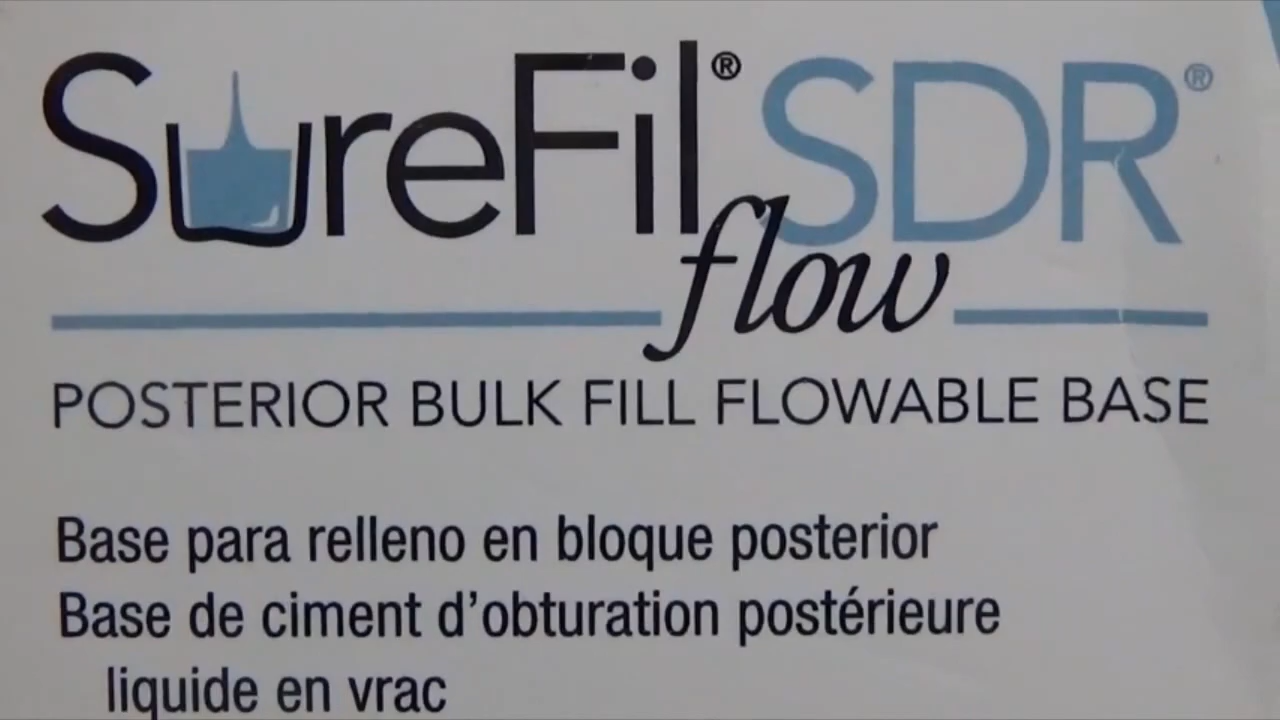 SureFil® SDR®
flow
POSTERIOR BULK FILL FLOWABLE BASE
Base para relleno en bloque posterior
Base de ciment d’obturation postérieure
liquide en vrac